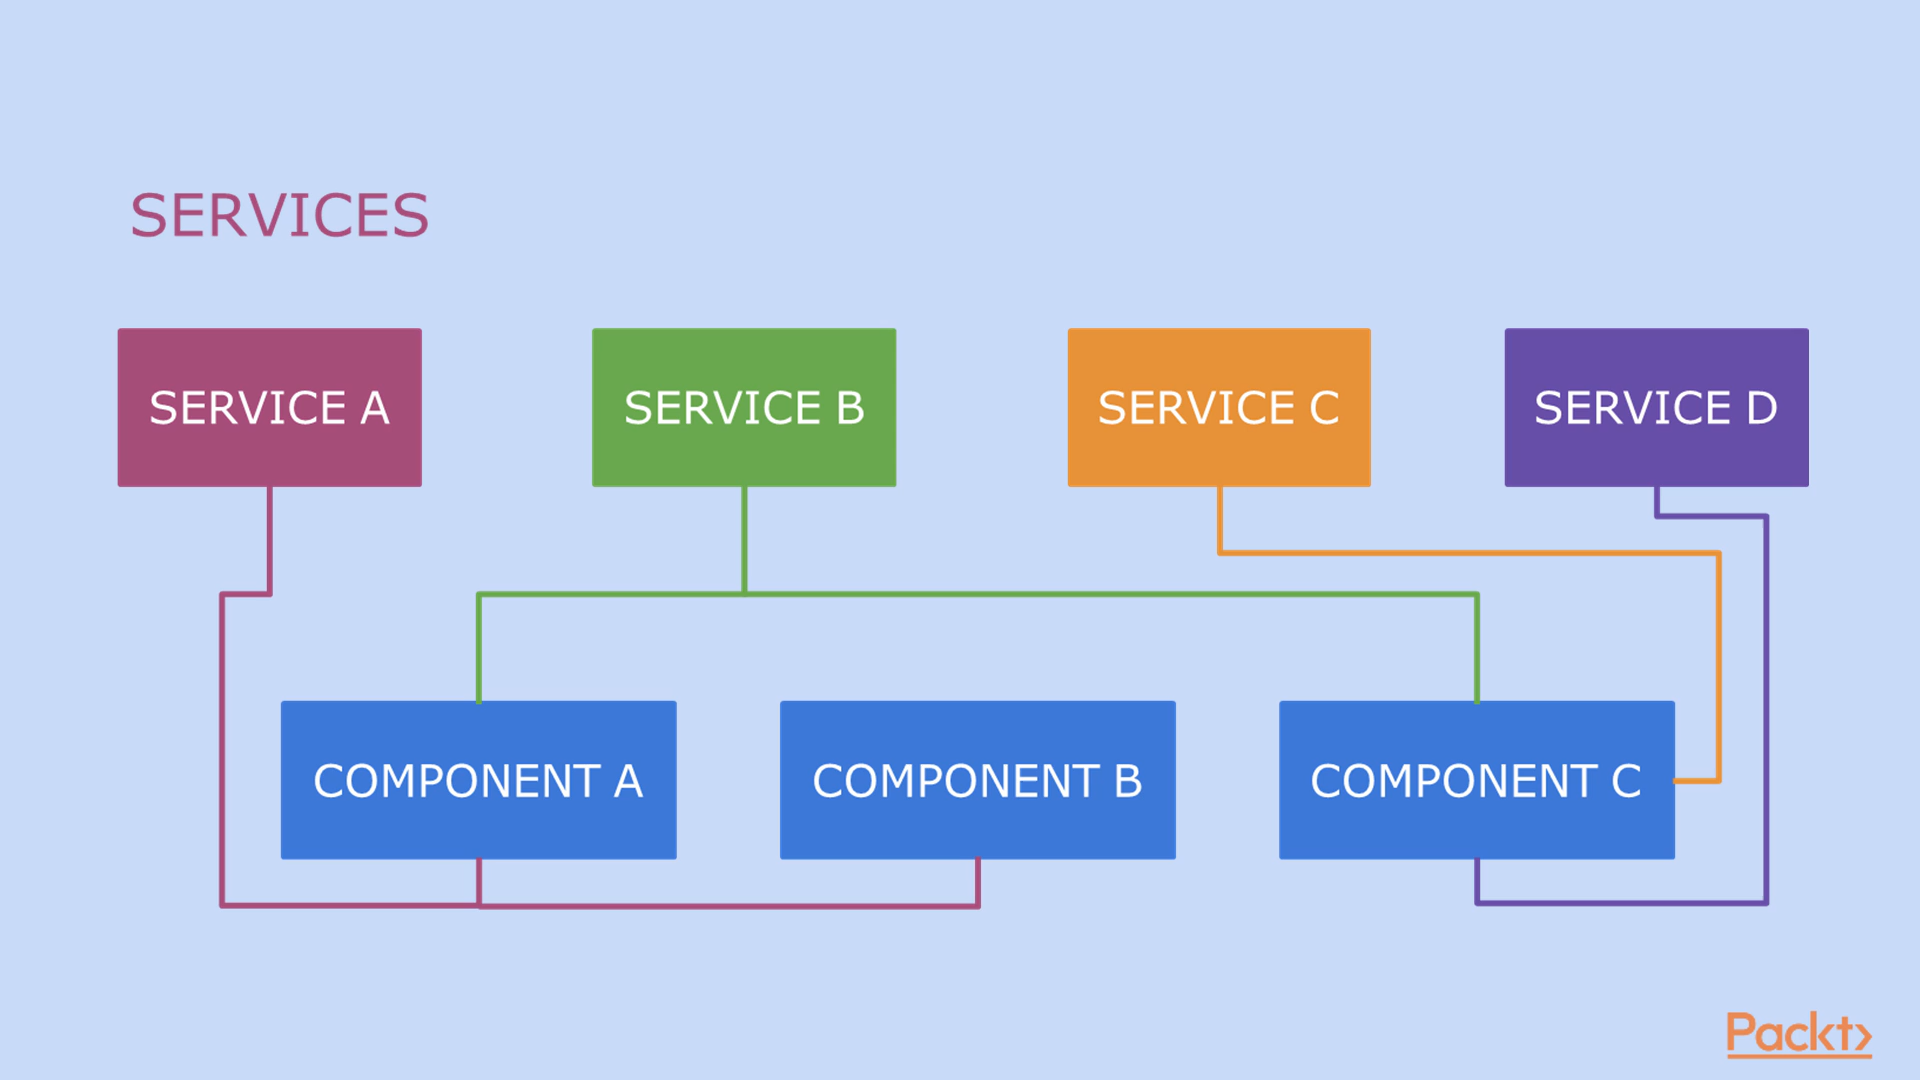 SERVICES
SERVICE A
SERVICE B
SERVICE C
SERVICE D
COMPONENT A
COMPONENT B
COMPONENT C
Packt